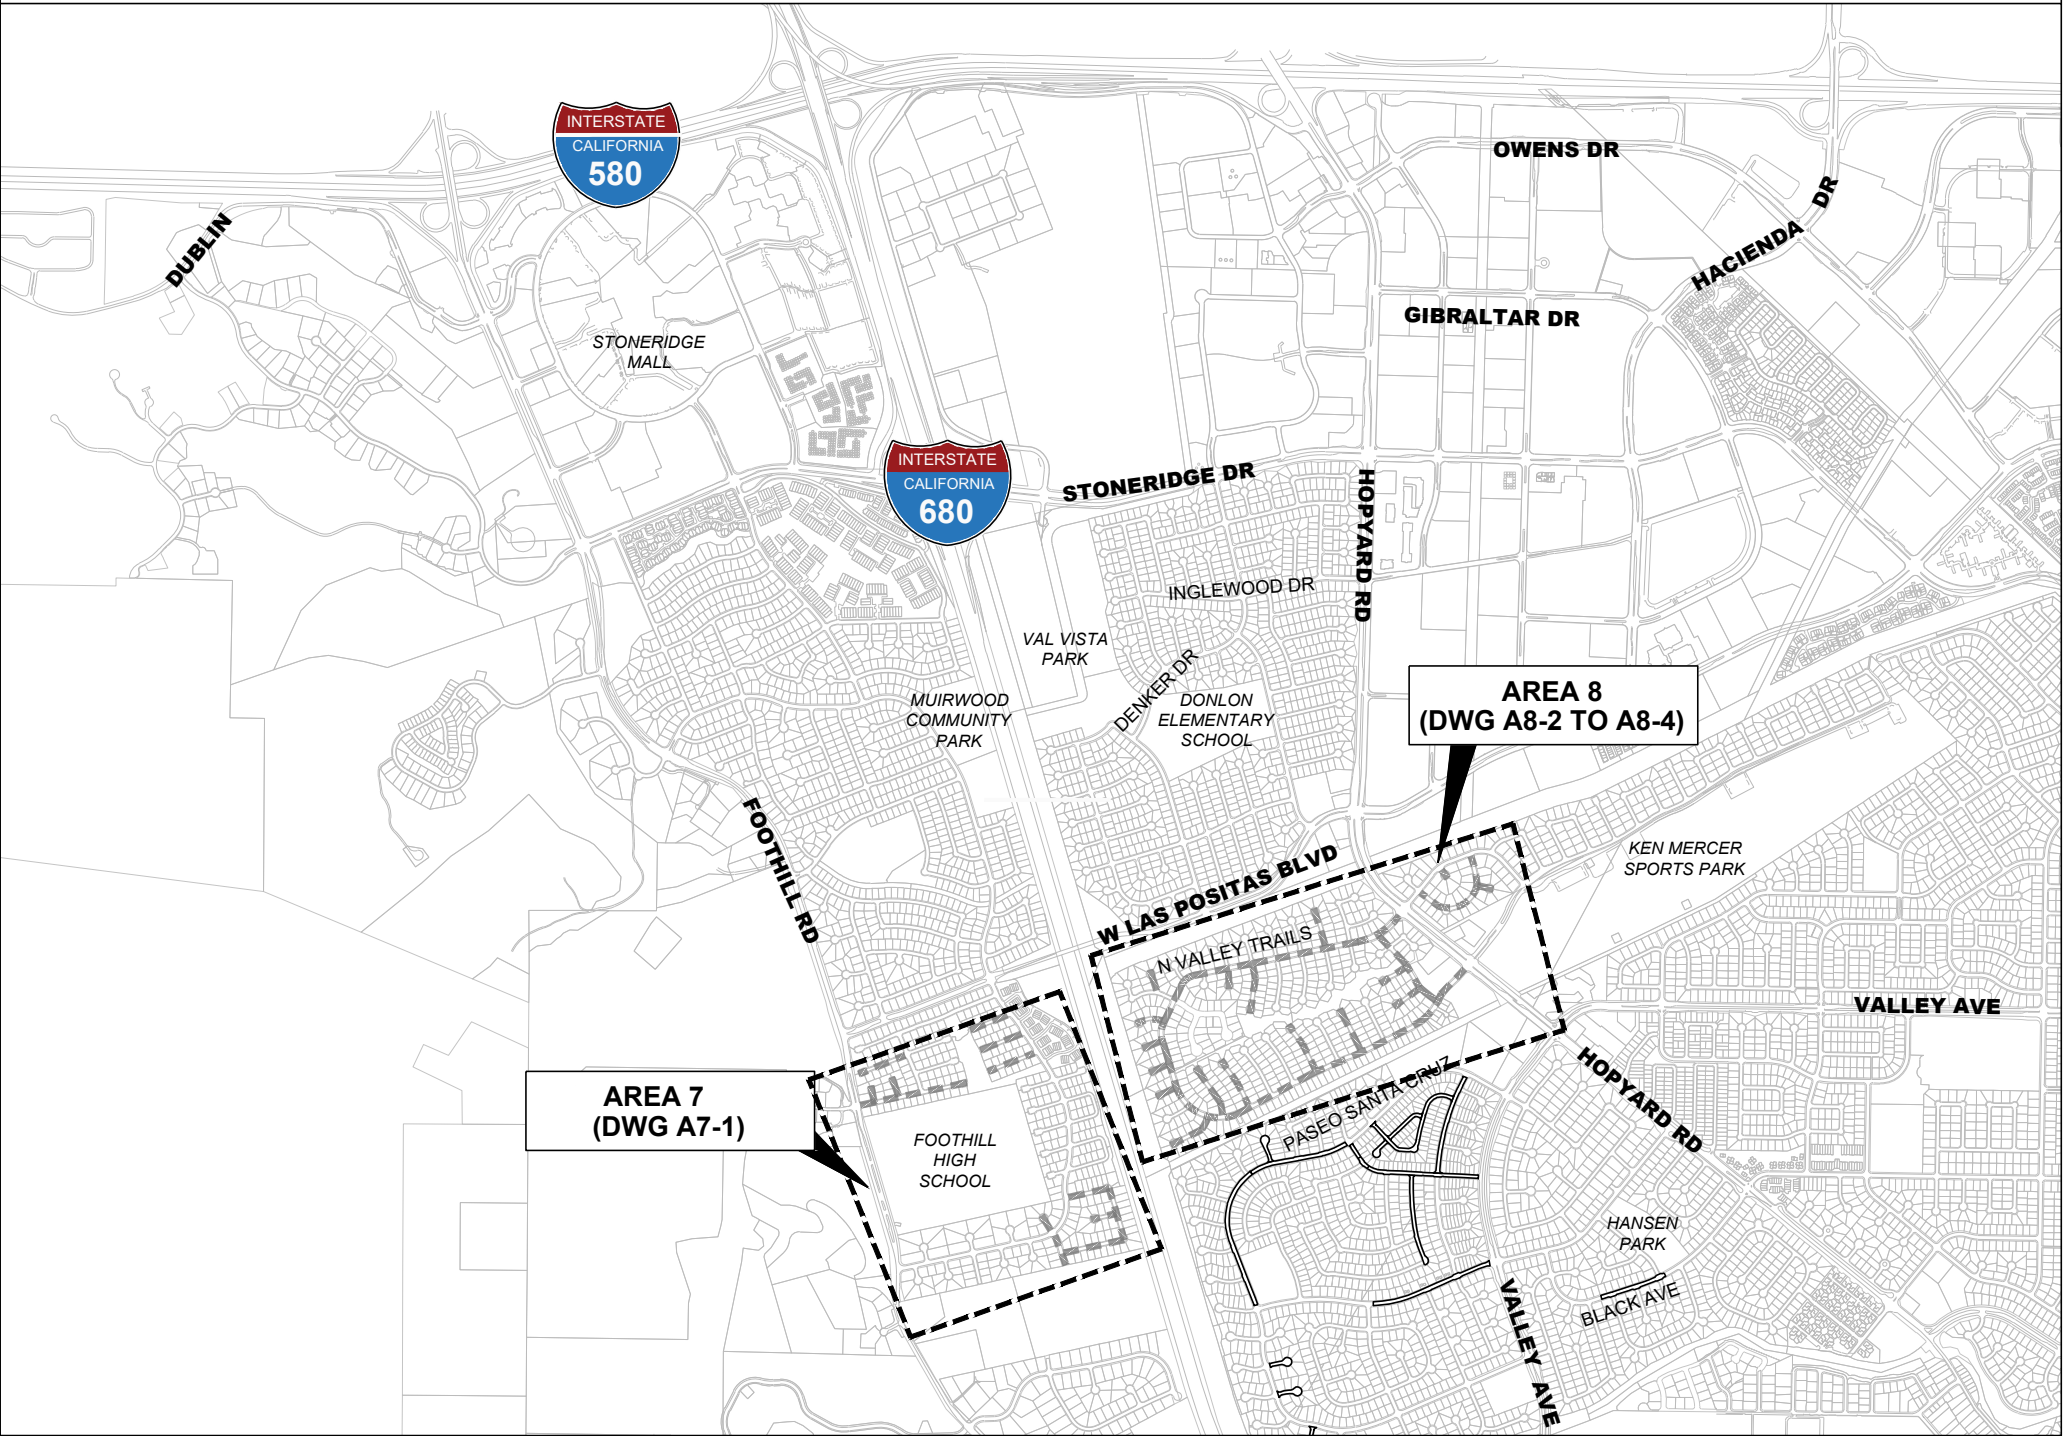 INTERSTATE
CALIFORNIA
580
OWENS DR
DUBLIN
HACIENDA DR
GIBRALTAR DR
STONERIDGE
MALL
INTERSTATE
CALIFORNIA
680
STONERIDGE DR
HOPYARD RD
INGLEWOOD DR
VAL VISTA
PARK
DENKER DR
MUIRWOOD
COMMUNITY
PARK
DONLON
ELEMENTARY
SCHOOL
AREA 8
(DWG A8-2 TO A8-4)
FOOTHILL RD
W LAS POSITAS BLVD
KEN MERCER
SPORTS PARK
N VALLEY TRAILS
VALLEY AVE
AREA 7
(DWG A7-1)
PASEO SANTA CRUZ
HOPYARD RD
FOOTHILL
HIGH
SCHOOL
HANSEN
PARK
BLACK AVE
VALLEY AVE